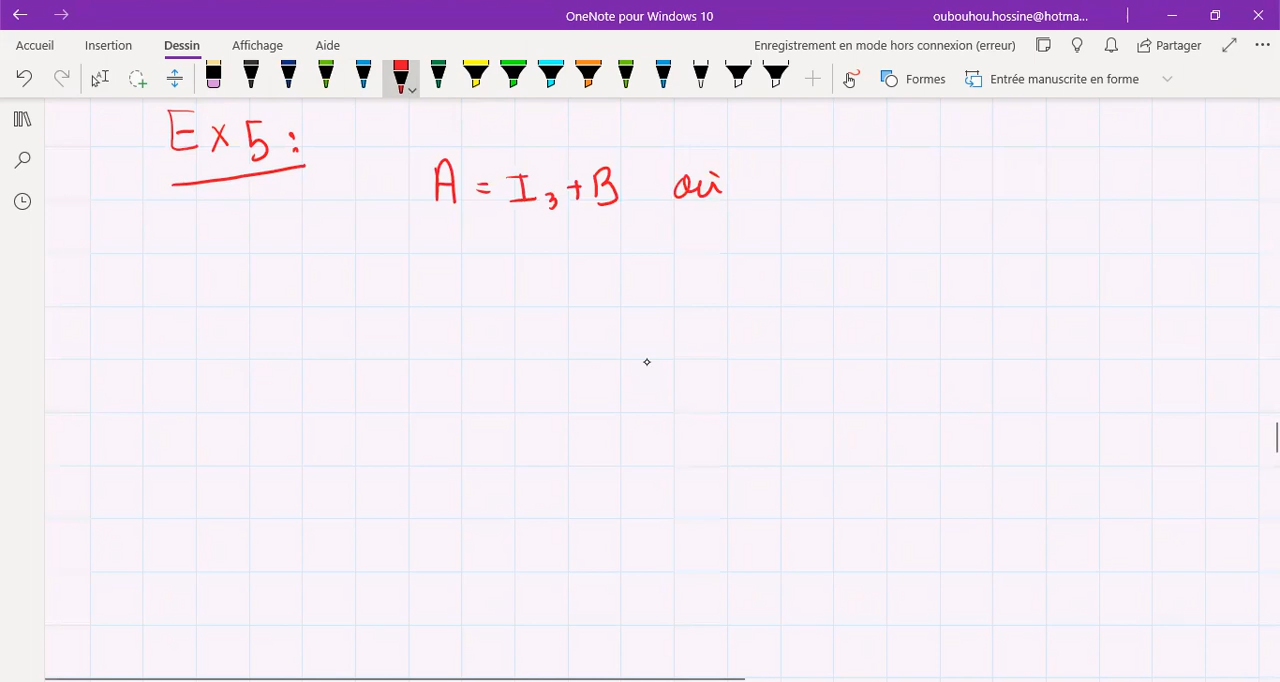 OneNote pour Windows 10
oubouhou.hossine@hotma...
Accueil Insertion Dessin Affichage Aide
Enregistrement en mode hors connexion (erreur) Partager
Formes Entrée manuscrite en forme
Ex 5 :
A = I₃ + B où